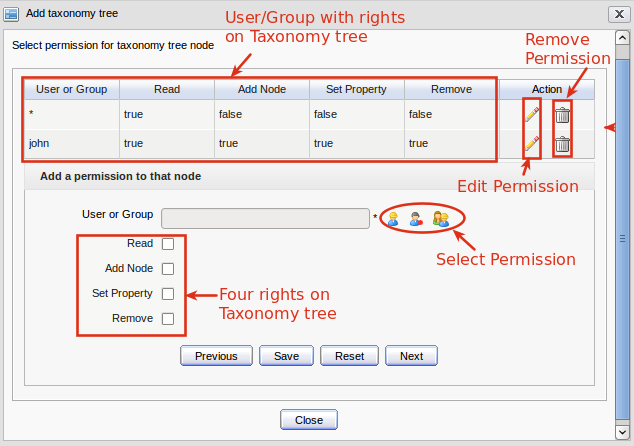 Add taxonomy tree
X
User/Group with rights
on Taxonomy tree
Select permission for taxonomy tree node
Remove
Permission
User or Group Read Add Node Set Property Remove Action
* true false false false
john true true true true
Add a permission to that node
Edit Permission
User or Group *
Select Permission
Read
Add Node
Set Property
Remove
Four rights on
Taxonomy tree
Previous Save Reset Next
Close